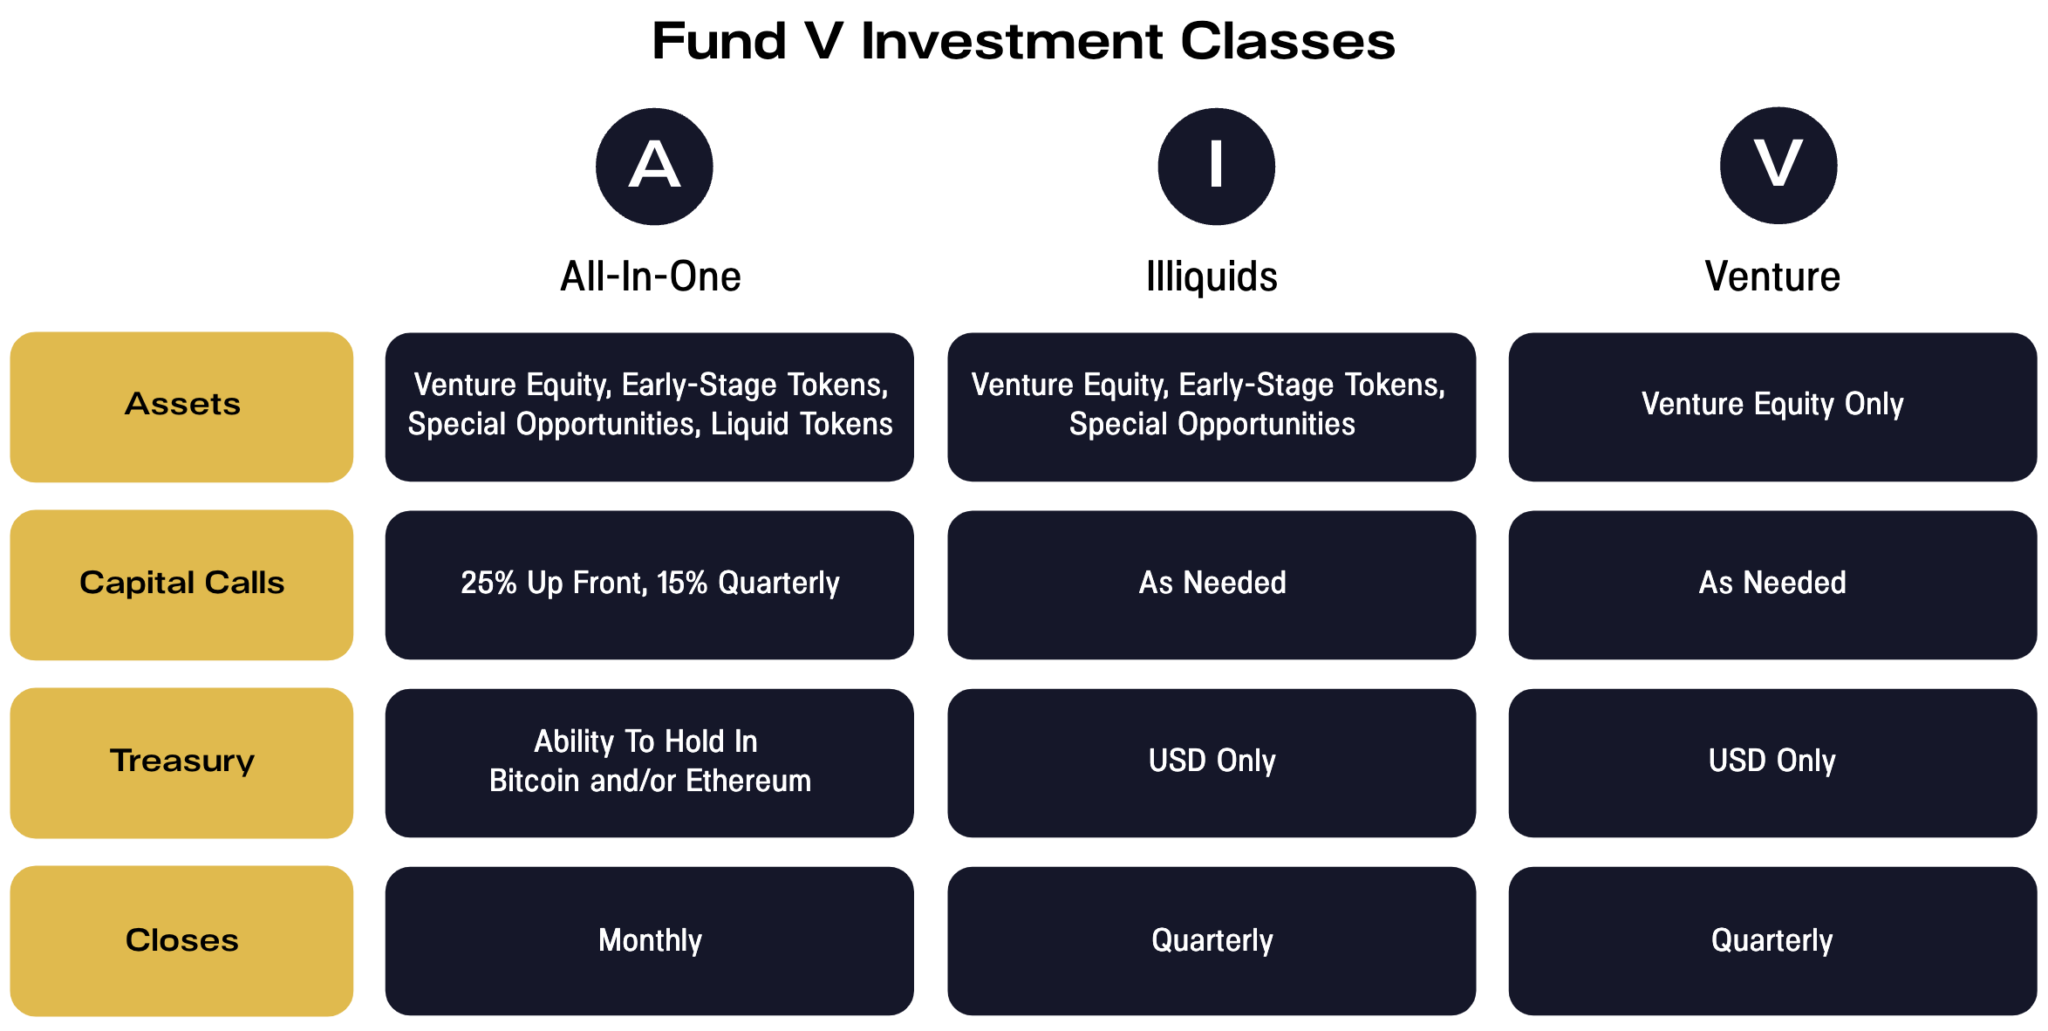 Fund V Investment Classes
A
I
V
All-In-One
Illiquids
Venture
Assets
Venture Equity, Early-Stage Tokens,
Special Opportunities, Liquid Tokens
Venture Equity, Early-Stage Tokens,
Special Opportunities
Venture Equity Only
Capital Calls
25% Up Front, 15% Quarterly
As Needed
As Needed
Treasury
Ability To Hold In
Bitcoin and/or Ethereum
USD Only
USD Only
Closes
Monthly
Quarterly
Quarterly